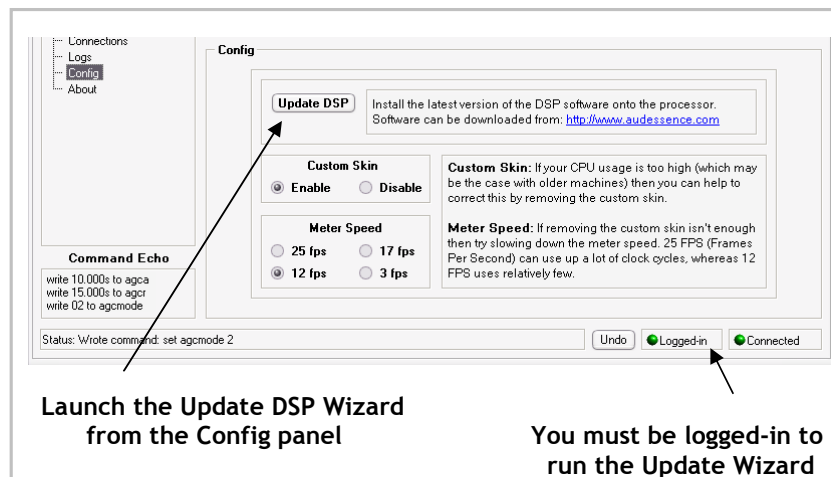 Connections
Logs
Config
About
Config
Update DSP
Install the latest version of the DSP software onto the processor.
Software can be downloaded from: http://www.audessence.com
Custom Skin
Enable Disable
Custom Skin: If your CPU usage is too high (which may
be the case with older machines) then you can help to
correct this by removing the custom skin.
Meter Speed
25 fps 17 fps
12 fps 3 fps
Meter Speed: If removing the custom skin isn't enough
then try slowing down the meter speed. 25 FPS (Frames
Per Second) can use up a lot of clock cycles, whereas 12
FPS uses relatively few.
Command Echo
write 10.000s to agca
write 15.000s to agcr
write 02 to agcmode
Status: Wrote command: set agcmode 2
Undo
Logged-in
Connected
Launch the Update DSP Wizard
from the Config panel
You must be logged-in to
run the Update Wizard